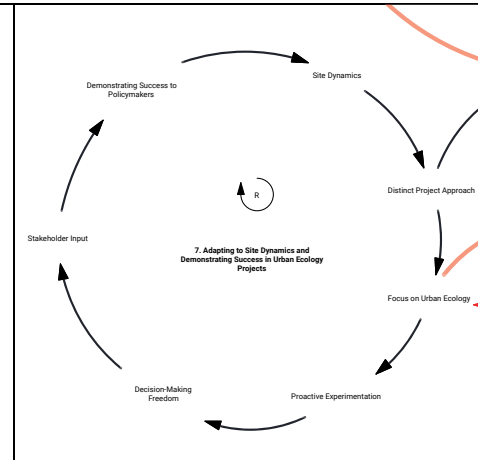 Site Dynamics
Demonstrating Success to
Policymakers
Distinct Project Approach
R
Stakeholder Input
7. Adapting to Site Dynamics and
Demonstrating Success in Urban Ecology
Projects
Focus on Urban Ecology
Decision-Making
Freedom
Proactive Experimentation